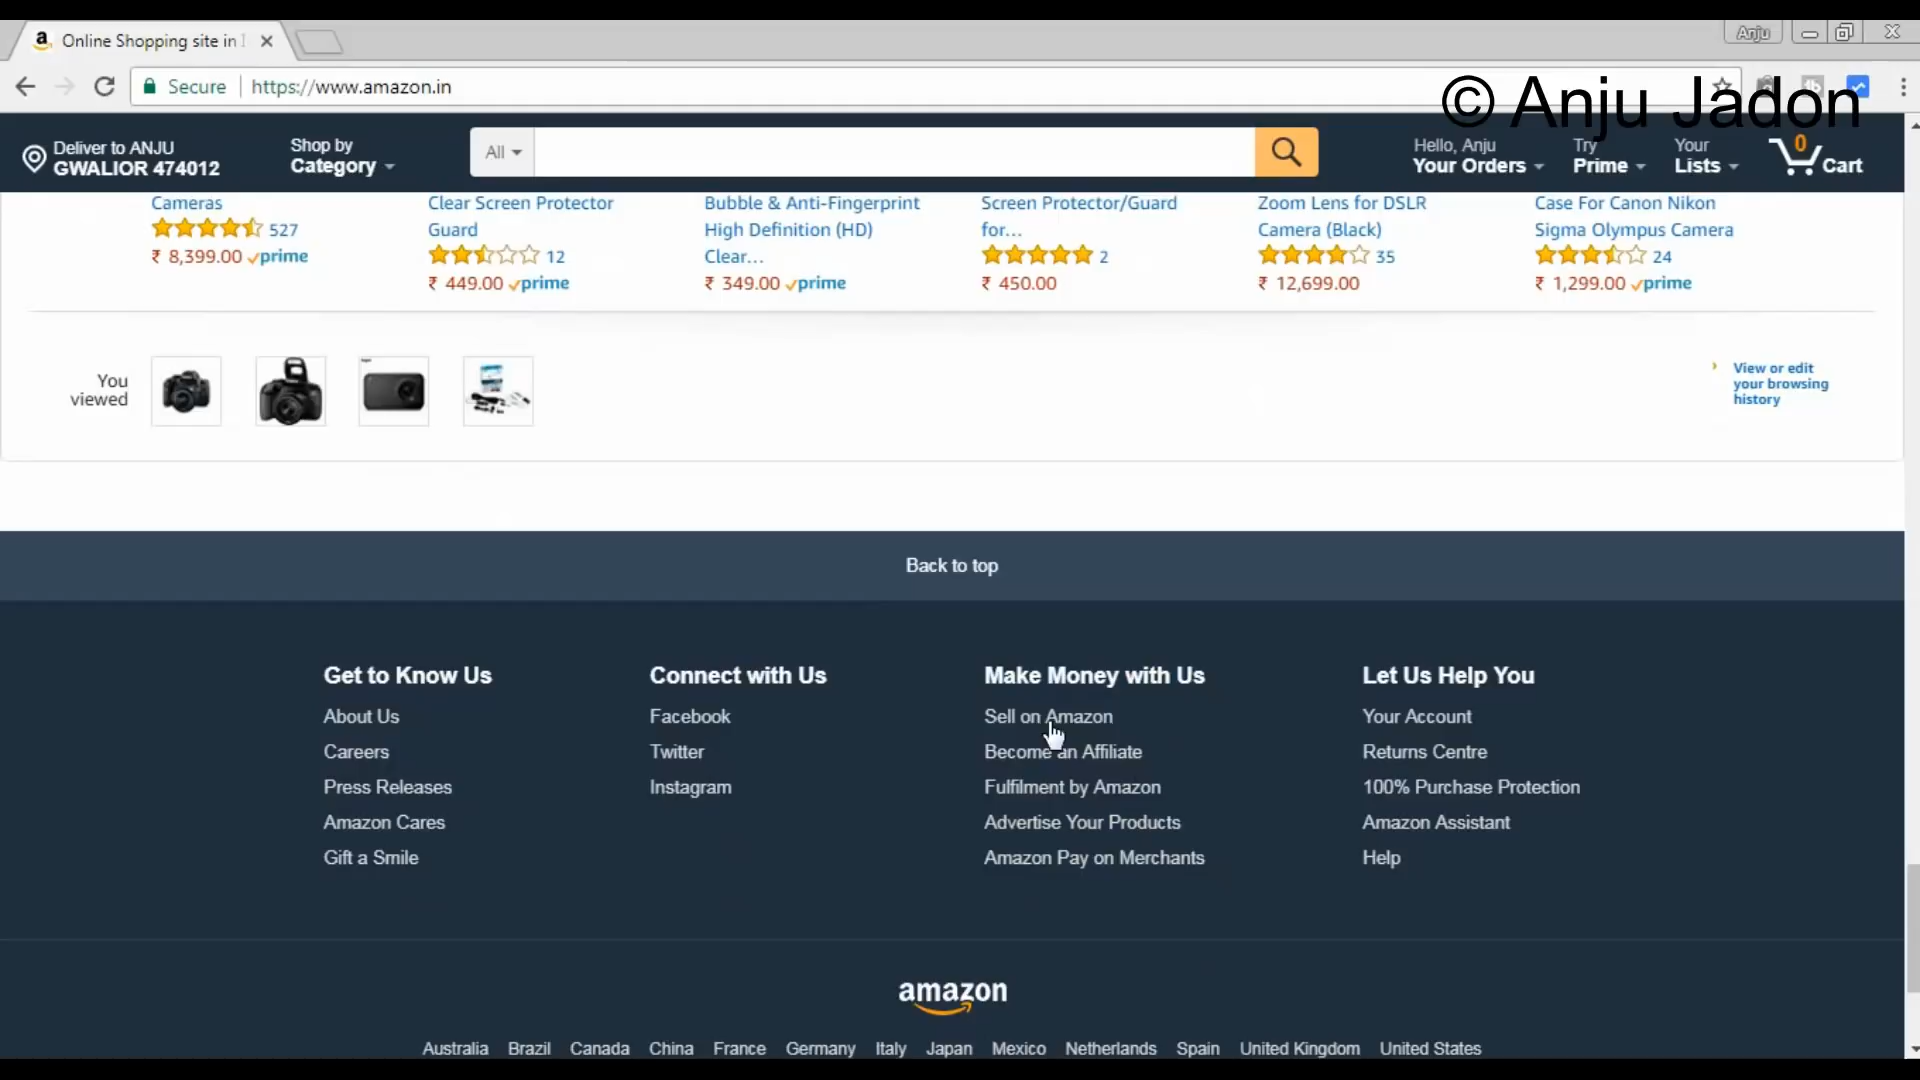 Online Shopping site in
Anju
Secure
https://www.amazon.in
© Anju Jadon
Deliver to ANJU
GWALIOR 474012
Shop by
Category
All
Hello, Anju
Your Orders
Try
Prime
Your
Lists
0
Cart
Cameras
527
₹ 8,399.00 prime
Clear Screen Protector
Guard
12
₹ 449.00 prime
Bubble & Anti-Fingerprint
High Definition (HD)
Clear...
₹ 349.00 prime
Screen Protector/Guard
for...
2
₹ 450.00
Zoom Lens for DSLR
Camera (Black)
35
₹ 12,699.00
Case For Canon Nikon
Sigma Olympus Camera
24
₹ 1,299.00 prime
You
viewed
View or edit
your browsing
history
Back to top
Get to Know Us
About Us
Careers
Press Releases
Amazon Cares
Gift a Smile
Connect with Us
Facebook
Twitter
Instagram
Make Money with Us
Sell on Amazon
Become an Affiliate
Fulfilment by Amazon
Advertise Your Products
Amazon Pay on Merchants
Let Us Help You
Your Account
Returns Centre
100% Purchase Protection
Amazon Assistant
Help
amazon
Australia Brazil Canada China France Germany Italy Japan Mexico Netherlands Spain United Kingdom United States